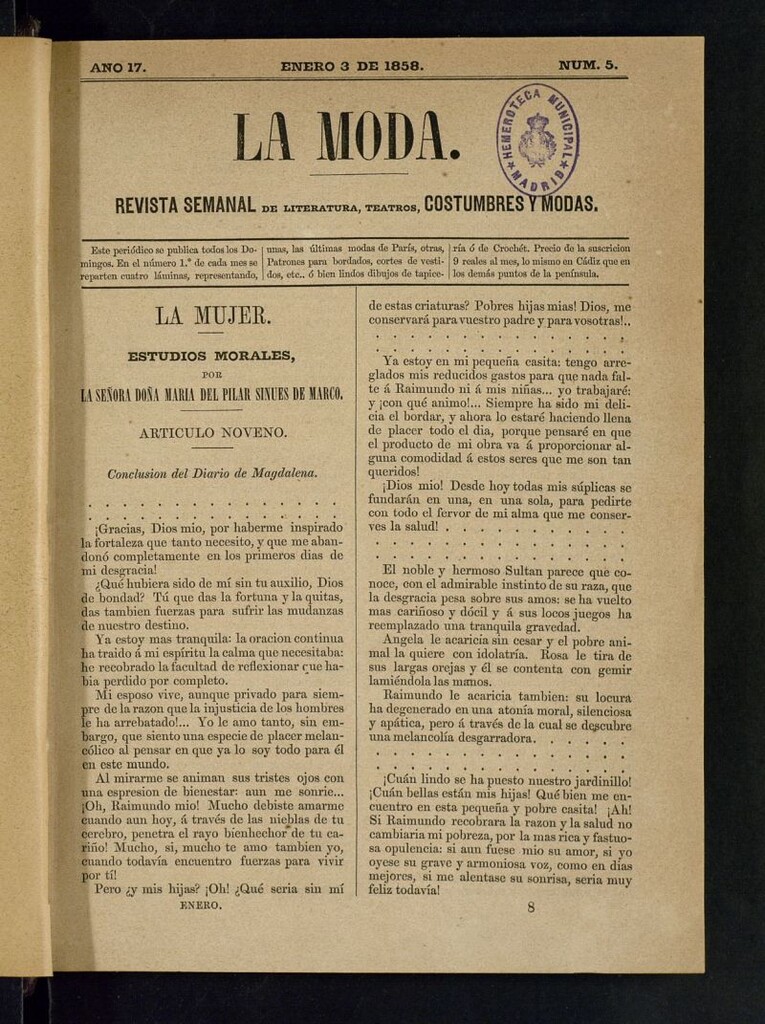 AÑO 17. ENERO 3 DE 1858. NUM. 5.
LA MODA.
HEMEROTECA MUNICIPAL
★ MADRID ★
REVISTA SEMANAL DE LITERATURA, TEATROS, COSTUMBRES Y MODAS.
Este periódico se publica todos los Do-
mingos. En el número 1.° de cada mes se
reparten cuatro láminas, representando,
unas, las últimas modas de París, otras,
Patrones para bordados, cortes de vesti-
dos, etc.. ó bien lindos dibujos de tapice-
ría ó de Crochét. Precio de la suscricion
9 reales al mes, lo mismo en Cádiz que en
los demás puntos de la península.
LA MUJER.
ESTUDIOS MORALES,
POR
LA SEÑORA DOÑA MARIA DEL PILAR SINUES DE MARCO.
ARTICULO NOVENO.
Conclusion del Diario de Magdalena.
. . . . . . . . . . . . . .
. . . . . . . . . . . . . .
¡Gracias, Dios mio, por haberme inspirado
la fortaleza que tanto necesito, y que me aban-
donó completamente en los primeros dias de
mi desgracia!
¿Qué hubiera sido de mí sin tu auxilio, Dios
de bondad? Tú que das la fortuna y la quitas,
das tambien fuerzas para sufrir las mudanzas
de nuestro destino.
Ya estoy mas tranquila: la oracion continua
ha traido á mi espíritu la calma que necesitaba:
he recobrado la facultad de reflexionar que ha-
bia perdido por completo.
Mi esposo vive, aunque privado para siem-
pre de la razon que la injusticia de los hombres
le ha arrebatado!... Yo le amo tanto, sin em-
bargo, que siento una especie de placer melan-
cólico al pensar en que ya lo soy todo para él
en este mundo.
Al mirarme se animan sus tristes ojos con
una espresion de bienestar: aun me sonrie...
¡Oh, Raimundo mio! Mucho debiste amarme
cuando aun hoy, á través de las nieblas de tu
cerebro, penetra el rayo bienhechor de tu ca-
riño! Mucho, si, mucho te amo tambien yo,
cuando todavía encuentro fuerzas para vivir
por tí!
Pero ¿y mis hijas? ¡Oh! ¿Qué seria sin mí
ENERO.
de estas criaturas? Pobres hijas mias! Dios, me
conservará para vuestro padre y para vosotras!..
. . . . . . . . . . . . .
. . . . . . . . . . . . .
Ya estoy en mi pequeña casita: tengo arre-
glados mis reducidos gastos para que nada fal-
te á Raimundo ni á mis niñas... yo trabajaré:
y ¡con qué animo!... Siempre ha sido mi deli-
cia el bordar, y ahora lo estaré haciendo llena
de placer todo el dia, porque pensaré en que
el producto de mi obra va á proporcionar al-
guna comodidad á estos seres que me son tan
queridos!
¡Dios mio! Desde hoy todas mis súplicas se
fundarán en una, en una sola, para pedirte
con todo el fervor de mi alma que me conser-
ves la salud! . . . . . . . . . .
. . . . . . . . . . . . .
. . . . . . . . . . . . .
El noble y hermoso Sultan parece que co-
noce, con el admirable instinto de su raza, que
la desgracia pesa sobre sus amos: se ha vuelto
mas cariñoso y dócil y á sus locos juegos ha
reemplazado una tranquila gravedad.
Angela le acaricia sin cesar y el pobre ani-
mal la quiere con idolatría. Rosa le tira de
sus largas orejas y él se contenta con gemir
lamiéndola las manos.
Raimundo le acaricia tambien: su locura
ha degenerado en una atonía moral, silenciosa
y apática, pero á través de la cual se descubre
una melancolía desgarradora. . . . . .
. . . . . . . . . . . . .
. . . . . . . . . . . . .
¡Cuán lindo se ha puesto nuestro jardinillo!
¡Cuán bellas están mis hijas! Qué bien me en-
cuentro en esta pequeña y pobre casita! ¡Ah!
Si Raimundo recobrara la razon y la salud no
cambiaria mi pobreza, por la mas rica y fastuo-
sa opulencia: si aun fuese mio su amor, si yo
oyese su grave y armoniosa voz, como en dias
mejores, si me alentase su sonrisa, seria muy
feliz todavía!
8